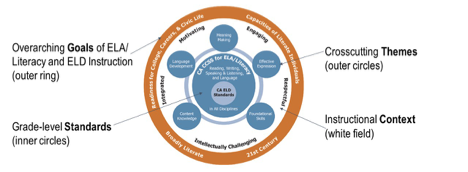 Overarching Goals of ELA/
Literacy and ELD Instruction
(outer ring)
Grade-level Standards
(inner circles)
Crosscutting Themes
(outer circles)
Instructional Context
(white field)
Readiness for College, Careers, & Civic Life
Capacities of Literate Individuals
Broadly Literate
21st Century
Motivating
Engaging
Integrated
Respectful
Intellectually Challenging
Meaning
Making
Language
Development
Effective
Expression
Content
Knowledge
Foundational
Skills
CA CCSS for ELA/Literacy
Reading, Writing,
Speaking & Listening,
and Language
CA ELD
Standards
in All Disciplines